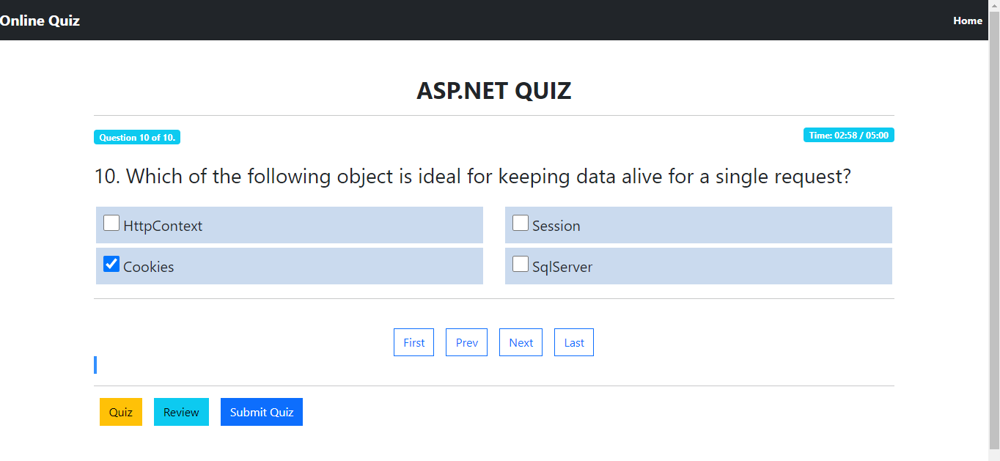 Online Quiz Home
ASP.NET QUIZ
Question 10 of 10. Time: 02:58 / 05:00
10. Which of the following object is ideal for keeping data alive for a single request?
HttpContext Session
Cookies SqlServer
First Prev Next Last
Quiz Review Submit Quiz